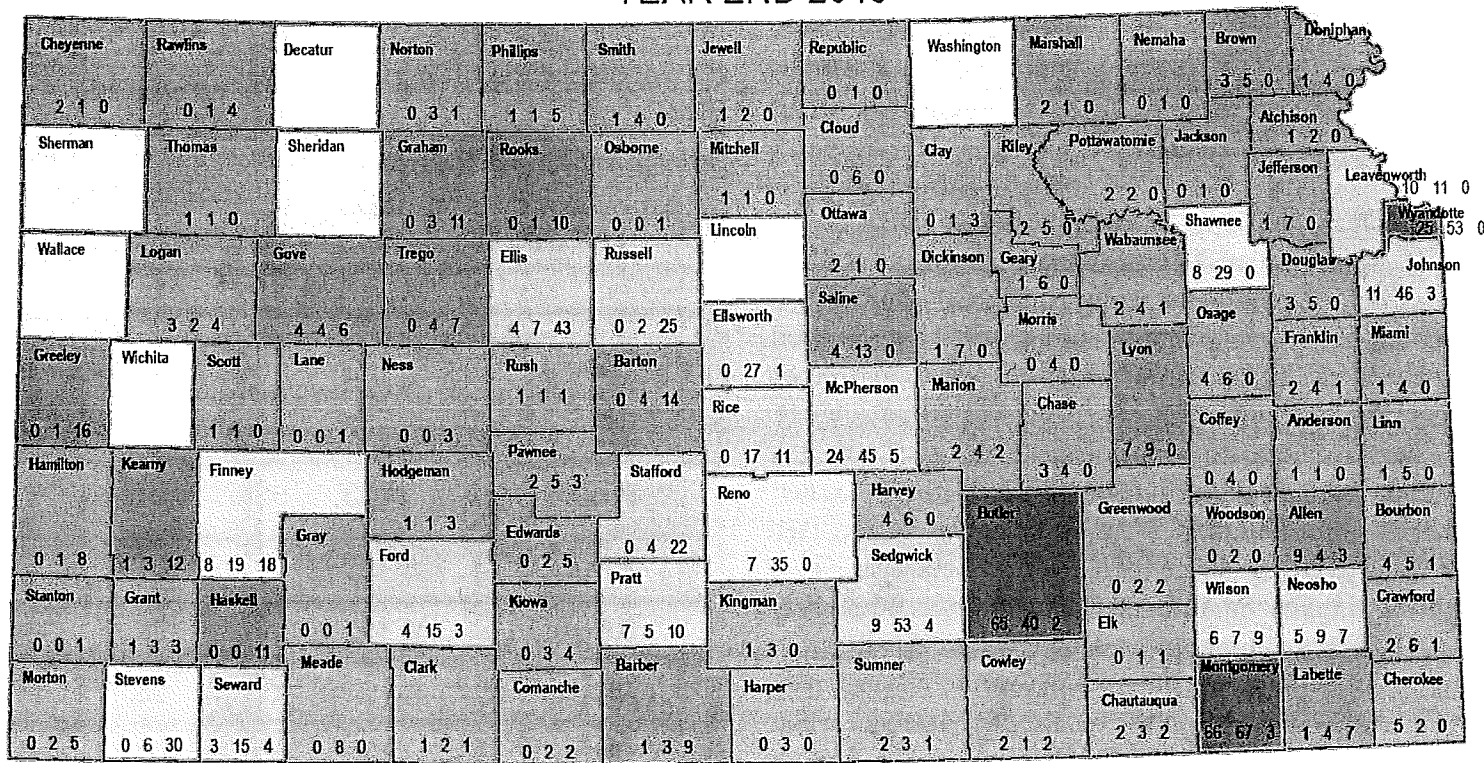 Cheyenne Rawlins Decatur Norton Phillips Smith Jewell Republic Washington Marshall Nemaha Brown Doniphan
2 1 0 0 1 4 0 3 1 1 1 5 1 4 0 1 2 0 0 1 0 2 1 0 0 1 0 3 5 0 1 4 0
Sherman Thomas Sheridan Graham Rooks Osborne Mitchell Cloud Clay Riley Pottawatomie Jackson Atchison Jefferson Leavenworth Wyandotte
1 1 0 0 3 11 0 1 10 0 0 1 1 1 0 0 6 0 0 1 3 2 5 0 2 2 0 0 1 0 1 2 0 1 7 0 10 11 0 25 53 0
Wallace Logan Gove Trego Ellis Russell Lincoln Ottawa Dickinson Geary Wabaunsee Shawnee Douglas Johnson
3 2 4 4 4 6 0 4 7 4 7 43 0 2 25 2 1 0 1 7 0 1 6 0 2 4 1 8 29 0 3 5 0 11 46 3
Greeley Wichita Scott Lane Ness Rush Barton Ellsworth Saline Morris Lyon Osage Franklin Miami
0 1 16 1 1 0 0 0 1 0 0 3 1 1 1 0 4 14 0 27 1 4 13 0 0 4 0 7 9 0 4 6 0 2 4 1 1 4 0
Hamilton Kearny Finney Hodgeman Pawnee Stafford Rice McPherson Marion Chase Coffey Anderson Linn
0 1 8 1 3 12 8 19 18 1 1 3 2 5 3 0 4 22 0 17 11 24 45 5 2 4 2 3 4 0 0 4 0 1 1 0 1 5 0
Gray Ford Edwards Pratt Reno Harvey Sedgwick Butler Greenwood Woodson Allen Bourbon
0 0 1 4 15 3 0 2 5 7 5 10 7 35 0 4 6 0 9 53 4 65 40 2 0 2 2 0 2 0 9 4 3 4 5 1
Stanton Grant Haskell Kiowa Kingman Elk Wilson Neosho Crawford
0 0 1 1 3 3 0 0 11 0 3 4 1 3 0 0 1 1 6 7 9 5 9 7 2 6 1
Morton Stevens Seward Meade Clark Comanche Barber Harper Sumner Cowley Chautauqua Montgomery Labette Cherokee
0 2 5 0 6 30 3 15 4 0 8 0 1 2 1 0 2 2 1 3 9 0 3 0 2 3 1 2 1 2 2 3 2 66 67 3 1 4 7 5 2 0